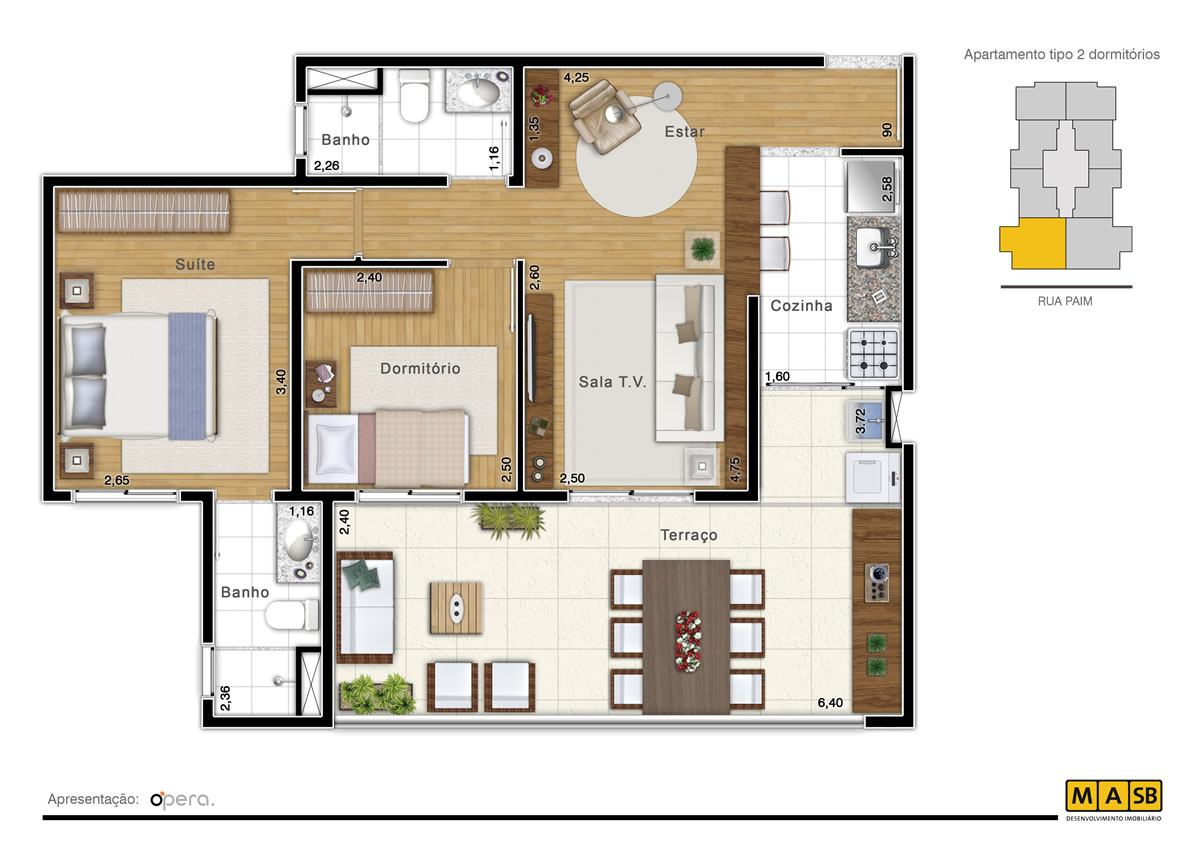 Apartamento tipo 2 dormitórios
RUA PAIM
4,25
1,35
Estar
90
Banho
2,26
1,16
2,58
Suíte
2,40
2,60
Cozinha
Dormitório
Sala T.V.
3,40
1,60
3,72
2,65
2,50
2,50
4,75
1,16
2,40
Terraço
Banho
2,36
6,40
Apresentação: Opera.
MASB
DESENVOLVIMENTO IMOBILIÁRIO